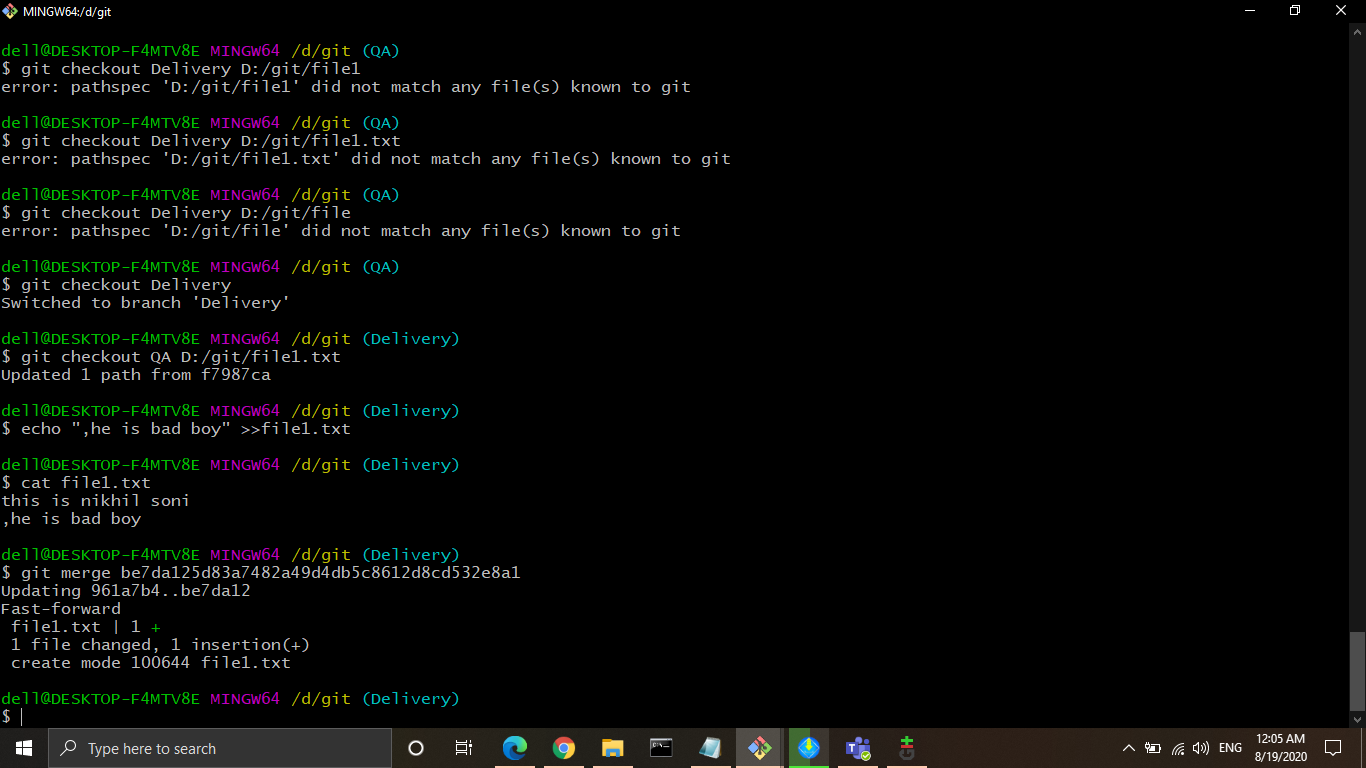 MINGW64:/d/git
dell@DESKTOP-F4MTV8E MINGW64 /d/git (QA)
$ git checkout Delivery D:/git/file1
error: pathspec 'D:/git/file1' did not match any file(s) known to git
dell@DESKTOP-F4MTV8E MINGW64 /d/git (QA)
$ git checkout Delivery D:/git/file1.txt
error: pathspec 'D:/git/file1.txt' did not match any file(s) known to git
dell@DESKTOP-F4MTV8E MINGW64 /d/git (QA)
$ git checkout Delivery D:/git/file
error: pathspec 'D:/git/file' did not match any file(s) known to git
dell@DESKTOP-F4MTV8E MINGW64 /d/git (QA)
$ git checkout Delivery
Switched to branch 'Delivery'
dell@DESKTOP-F4MTV8E MINGW64 /d/git (Delivery)
$ git checkout QA D:/git/file1.txt
Updated 1 path from f7987ca
dell@DESKTOP-F4MTV8E MINGW64 /d/git (Delivery)
$ echo ",he is bad boy" >>file1.txt
dell@DESKTOP-F4MTV8E MINGW64 /d/git (Delivery)
$ cat file1.txt
this is nikhil soni
,he is bad boy
dell@DESKTOP-F4MTV8E MINGW64 /d/git (Delivery)
$ git merge be7da125d83a7482a49d4db5c8612d8cd532e8a1
Updating 961a7b4..be7da12
Fast-forward
 file1.txt | 1 +
 1 file changed, 1 insertion(+)
 create mode 100644 file1.txt
dell@DESKTOP-F4MTV8E MINGW64 /d/git (Delivery)
$
Type here to search
ENG
12:05 AM
8/19/2020